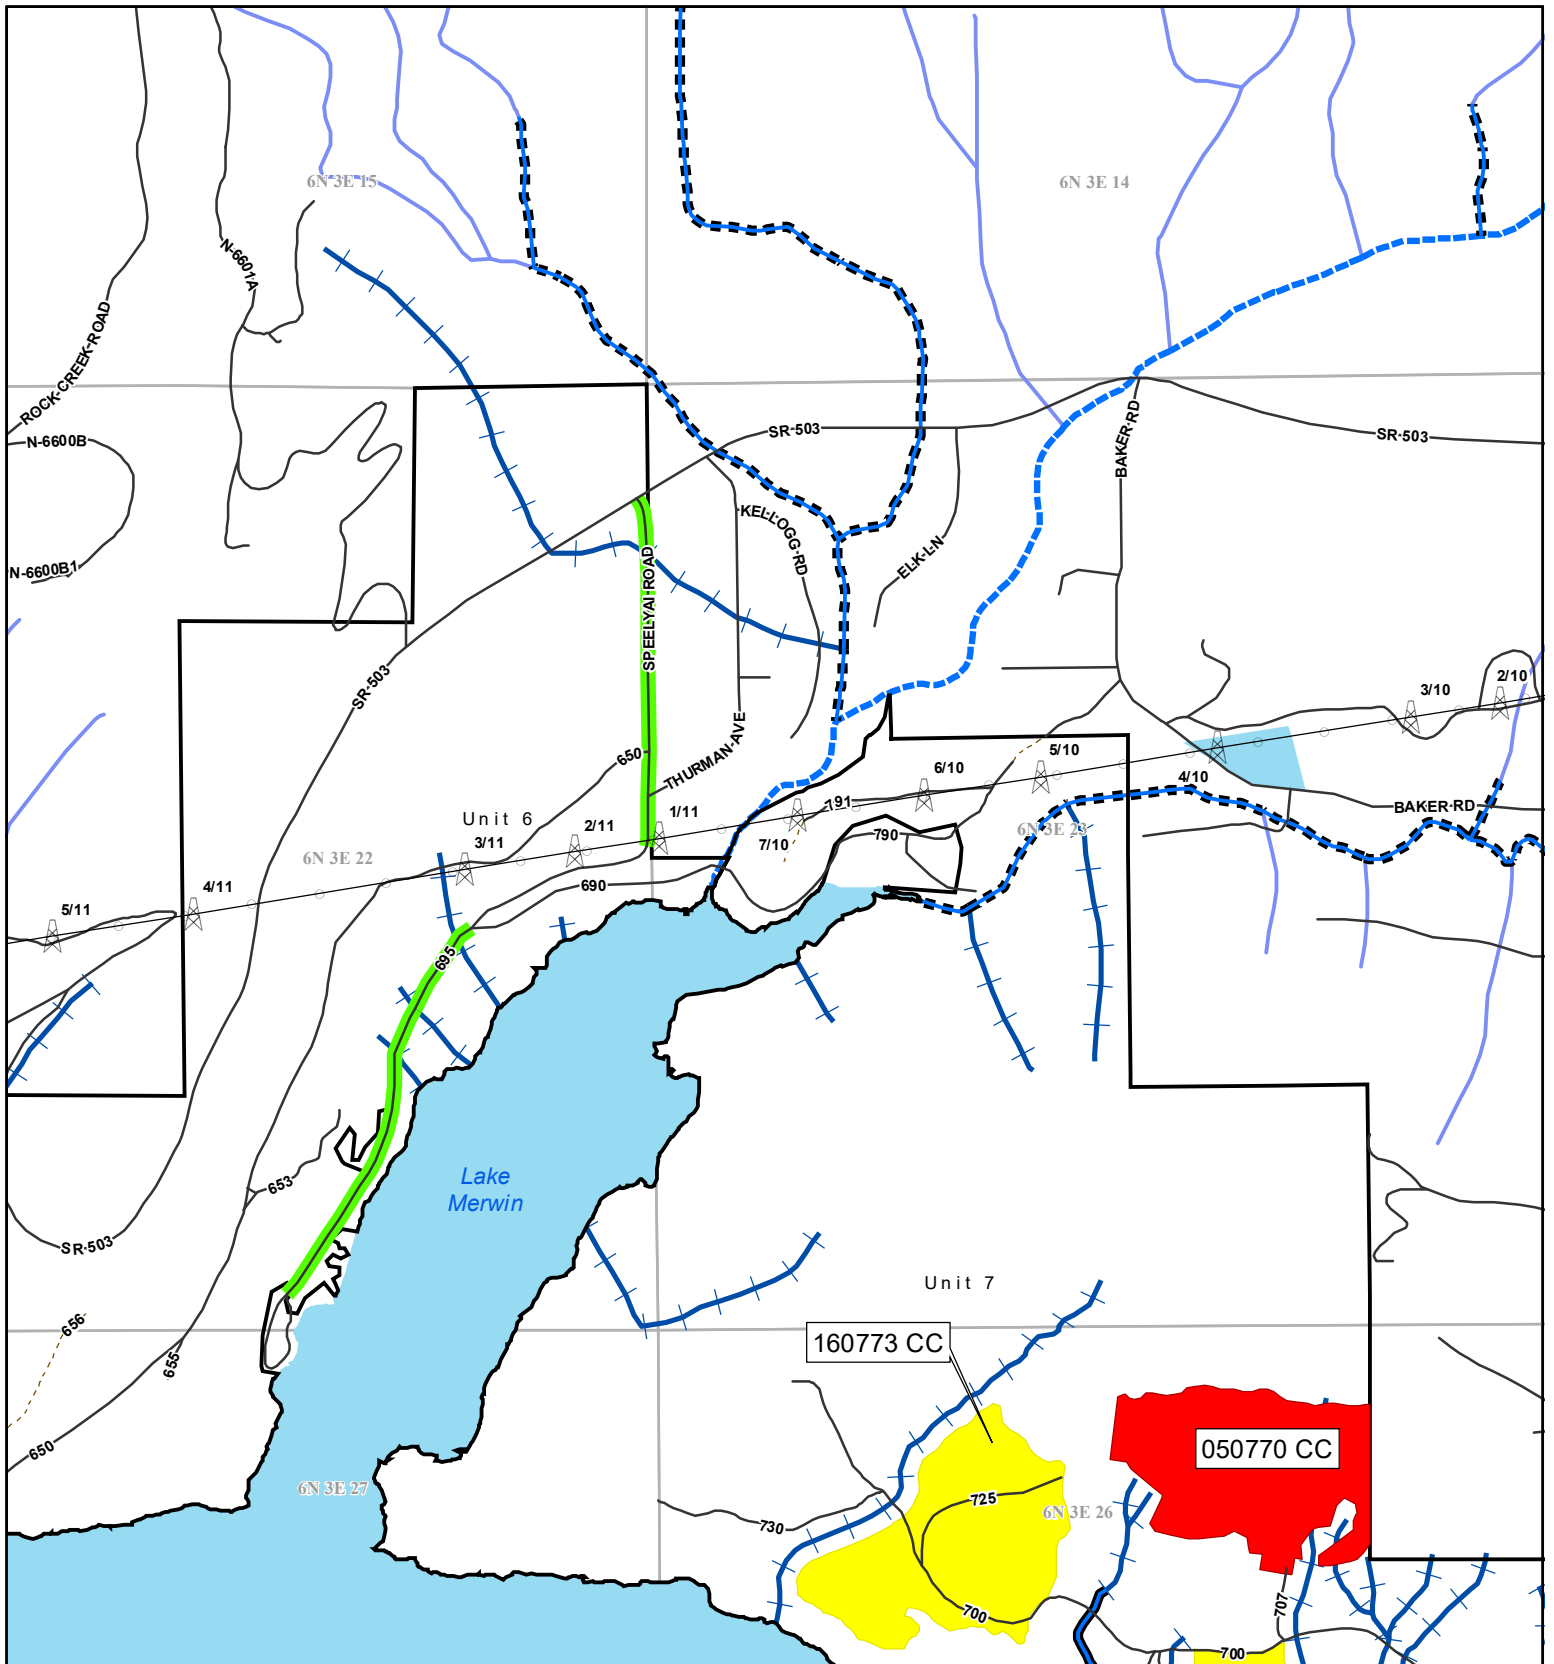 6N 3E 15
6N 3E 14
N-6601A
ROCK-CREEK-ROAD
N-6600B
SR-503
BAKER-RD
SR-503
KELLOGG-RD
ELK-LN
N-6600B1
SPEELYAI-ROAD
SR-503
THURMAN-AVE
650
3/10
2/10
5/10
6/10
4/10
791
BAKER-RD
Unit 6
1/11
2/11
3/11
7/10
790
6N 3E 23
6N 3E 22
4/11
690
5/11
695
Lake
Merwin
653
SR-503
Unit 7
656
655
160773 CC
650
050770 CC
6N 3E 27
725
6N 3E 26
730
700
707
700